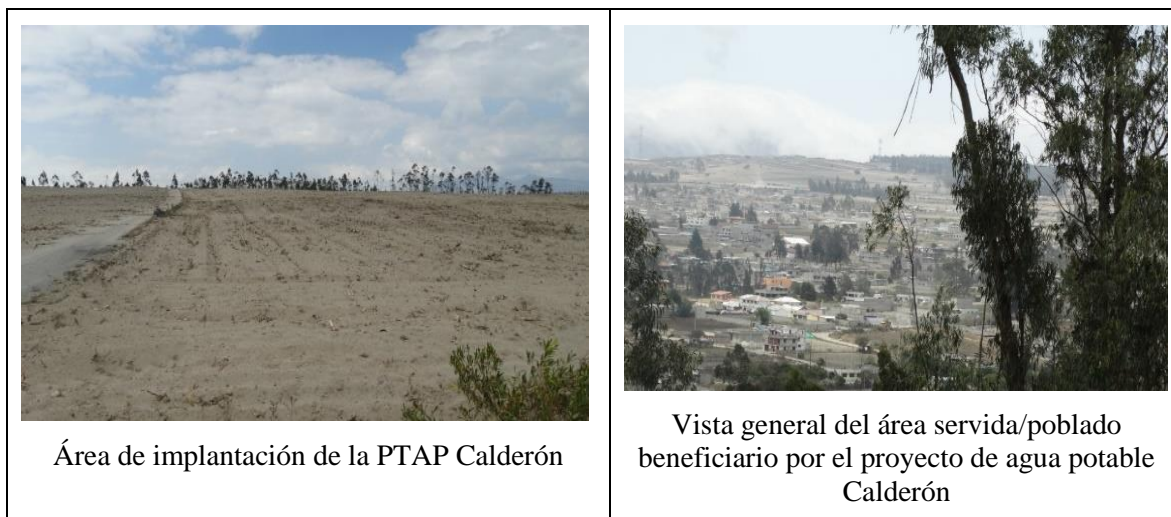 Área de implantación de la PTAP Calderón
Vista general del área servida/poblado
beneficiario por el proyecto de agua potable
Calderón